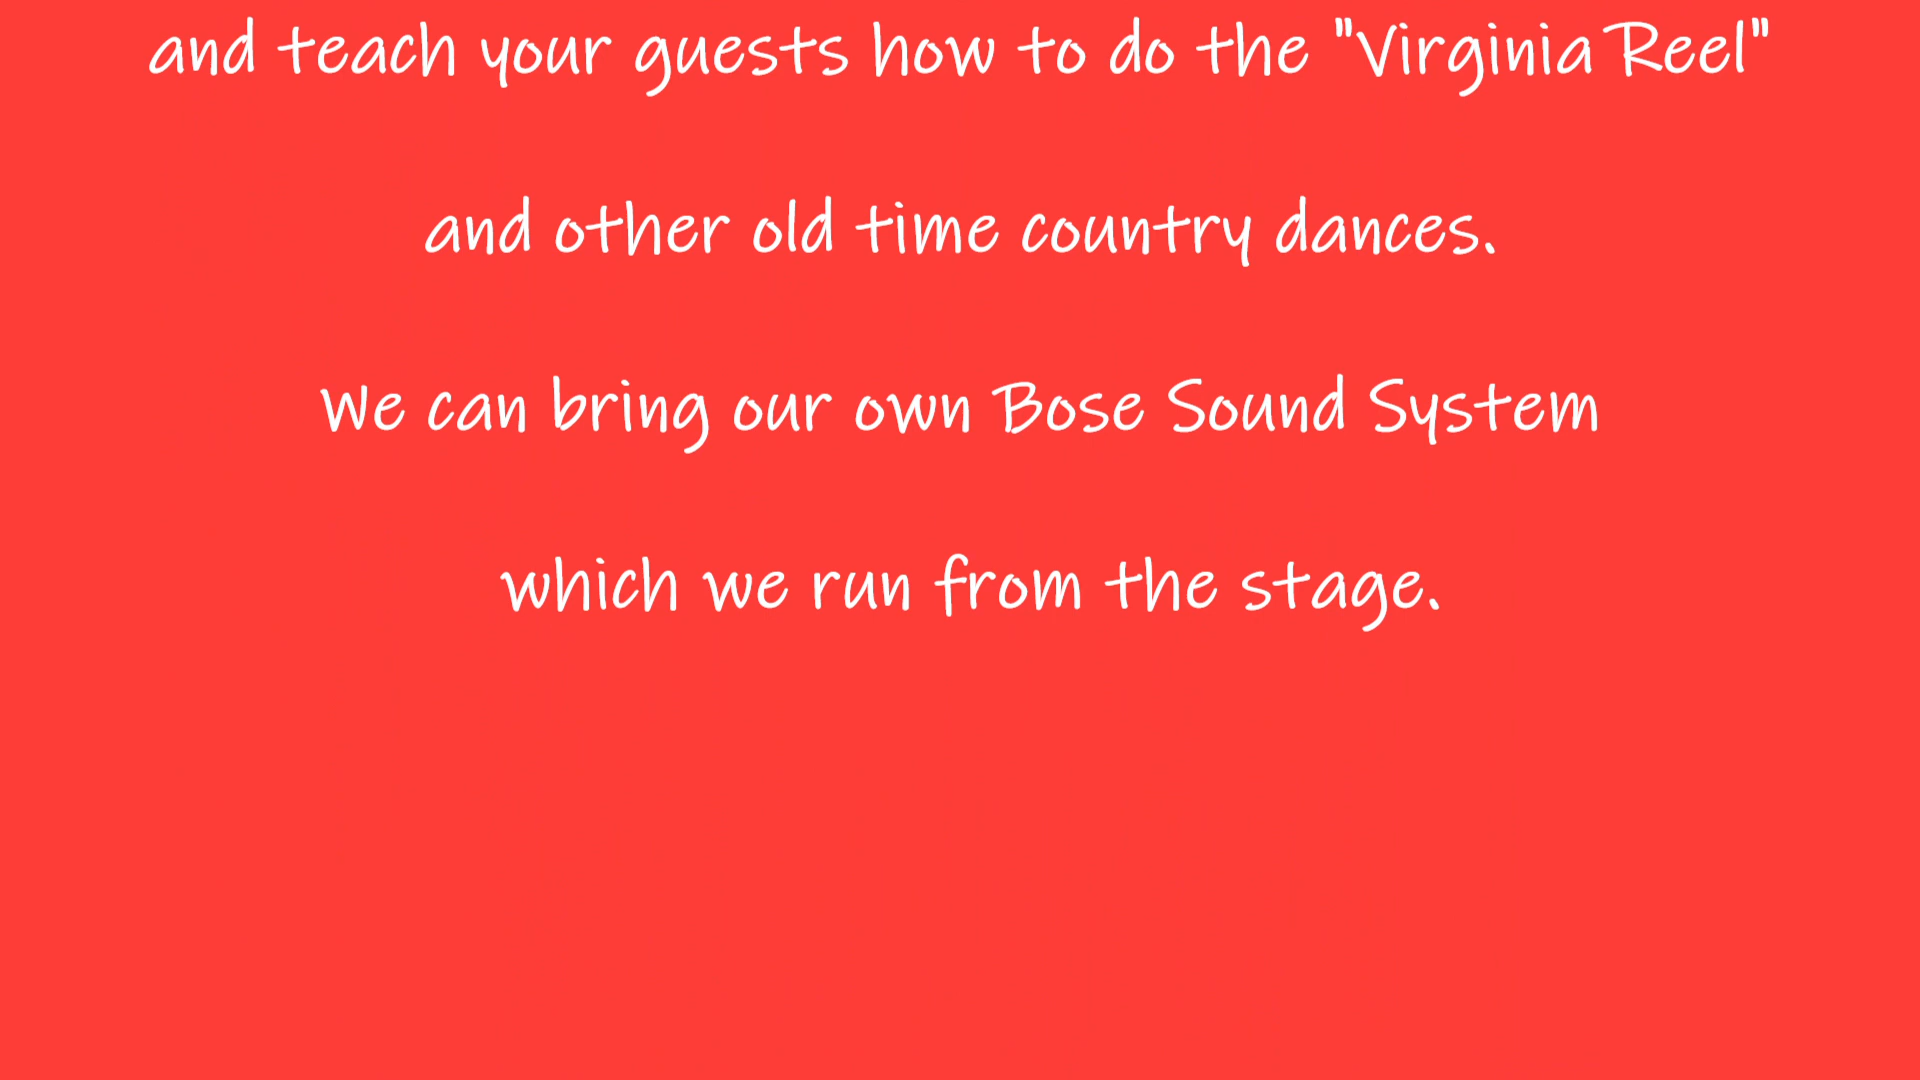 and teach your guests how to do the "Virginia Reel"
and other old time country dances.
We can bring our own Bose Sound System
which we run from the stage.